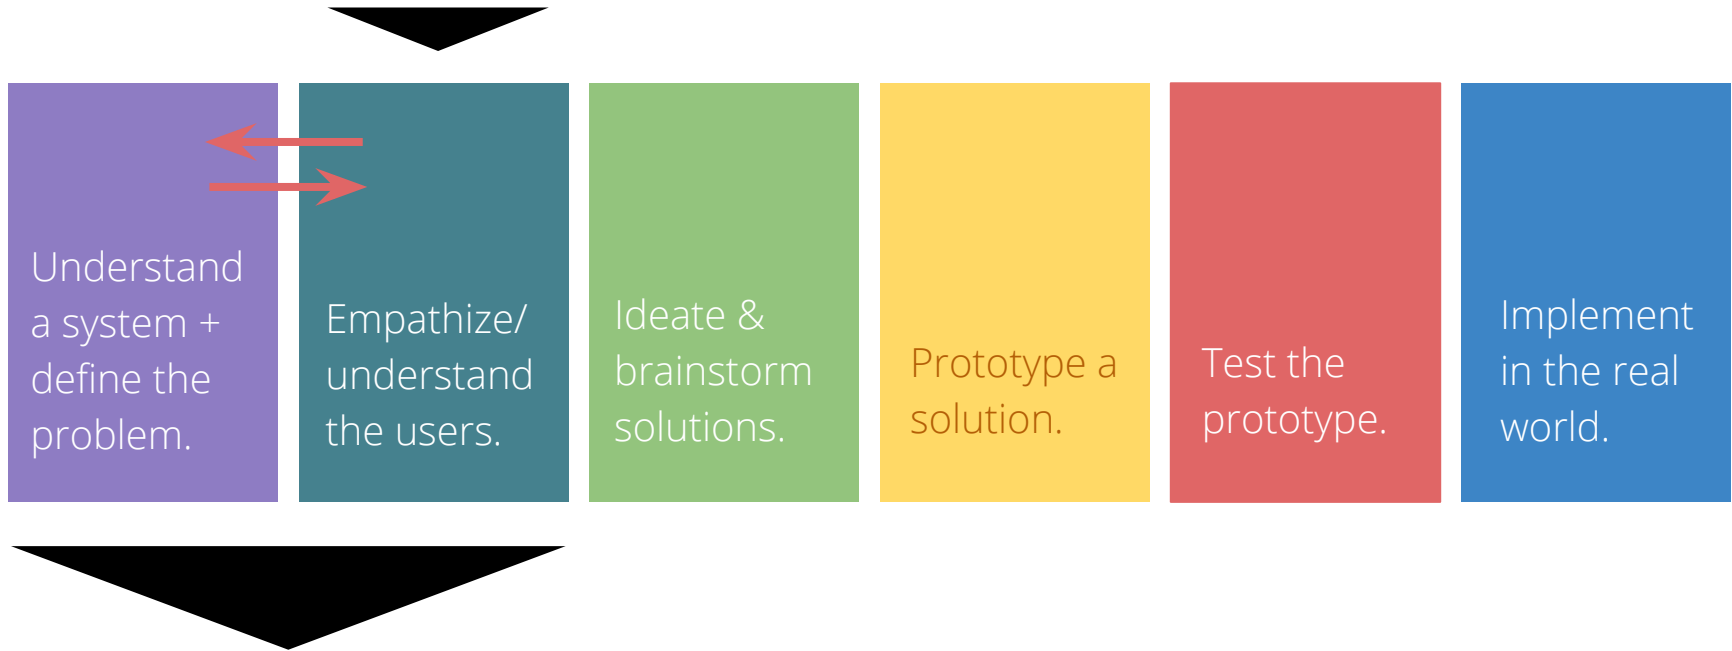 Understand
a system +
define the
problem.
Empathize/
understand
the users.
Ideate &
brainstorm
solutions.
Prototype a
solution.
Test the
prototype.
Implement
in the real
world.